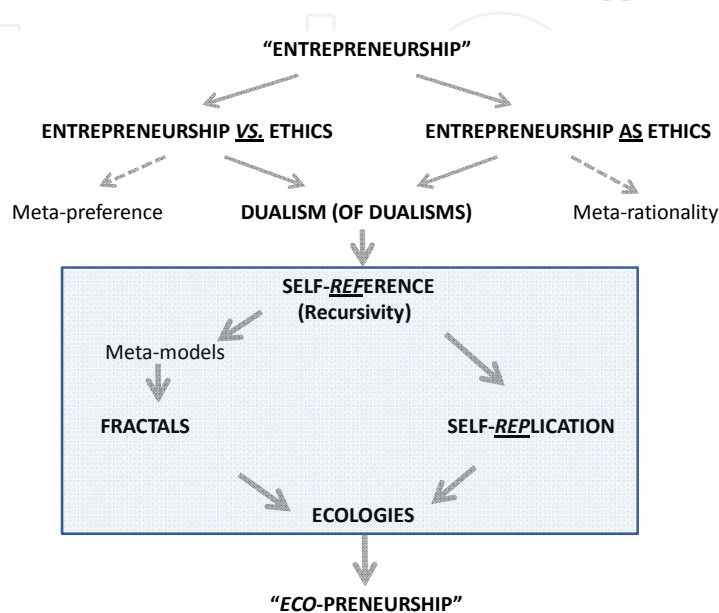 “ENTREPRENEURSHIP”
ENTREPRENEURSHIP VS. ETHICS
ENTREPRENEURSHIP AS ETHICS
Meta-preference
DUALISM (OF DUALISMS)
Meta-rationality
SELF-REFERENCE
(Recursivity)
Meta-models
FRACTALS
SELF-REPLICATION
ECOLOGIES
“ECO-PRENEURSHIP”